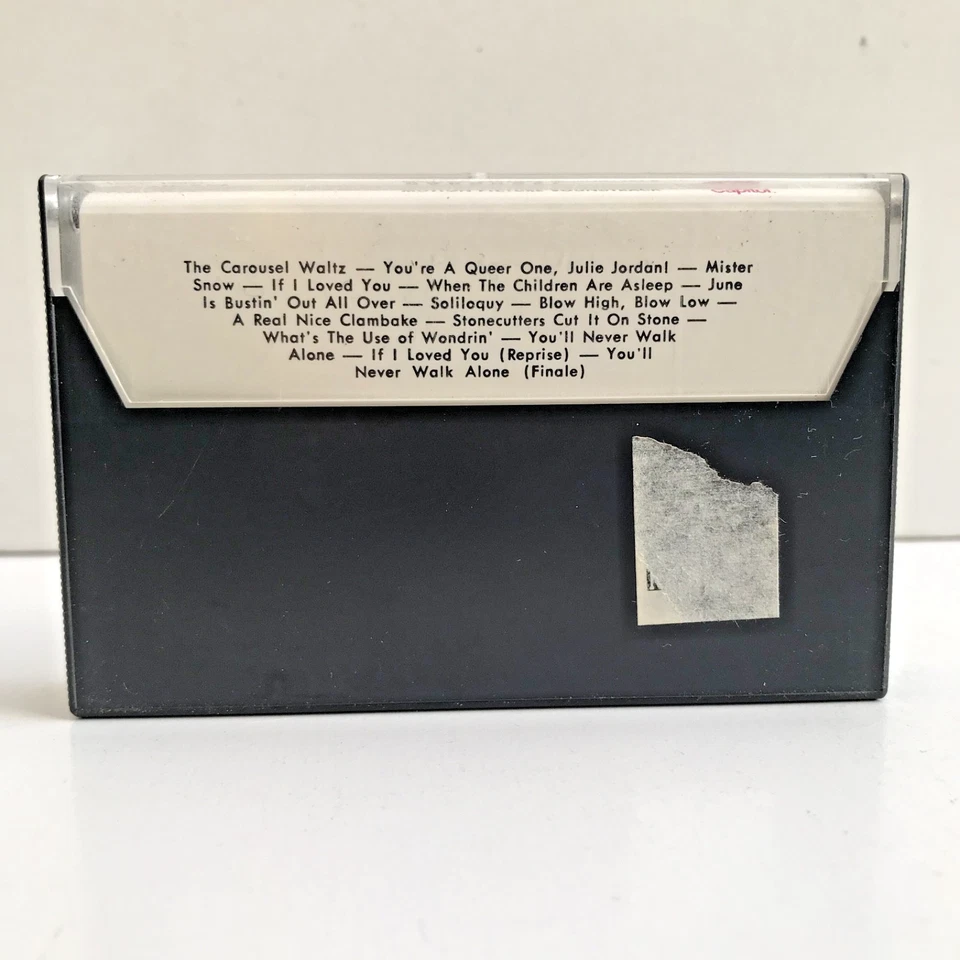 The Carousel Waltz — You're A Queer One, Julie Jordan! — Mister
Snow — If I Loved You — When The Children Are Asleep — June
Is Bustin' Out All Over — Soliloquy — Blow High, Blow Low —
A Real Nice Clambake — Stonecutters Cut It On Stone —
What's The Use of Wondrin' — You'll Never Walk
Alone — If I Loved You (Reprise) — You'll
Never Walk Alone (Finale)